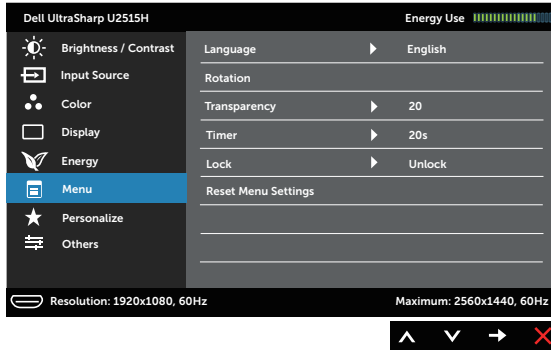 Dell UltraSharp U2515H Energy Use
Brightness / Contrast
Input Source
Color
Display
Energy
Menu
Personalize
Others
Language English
Rotation
Transparency 20
Timer 20s
Lock Unlock
Reset Menu Settings
Resolution: 1920x1080, 60Hz Maximum: 2560x1440, 60Hz